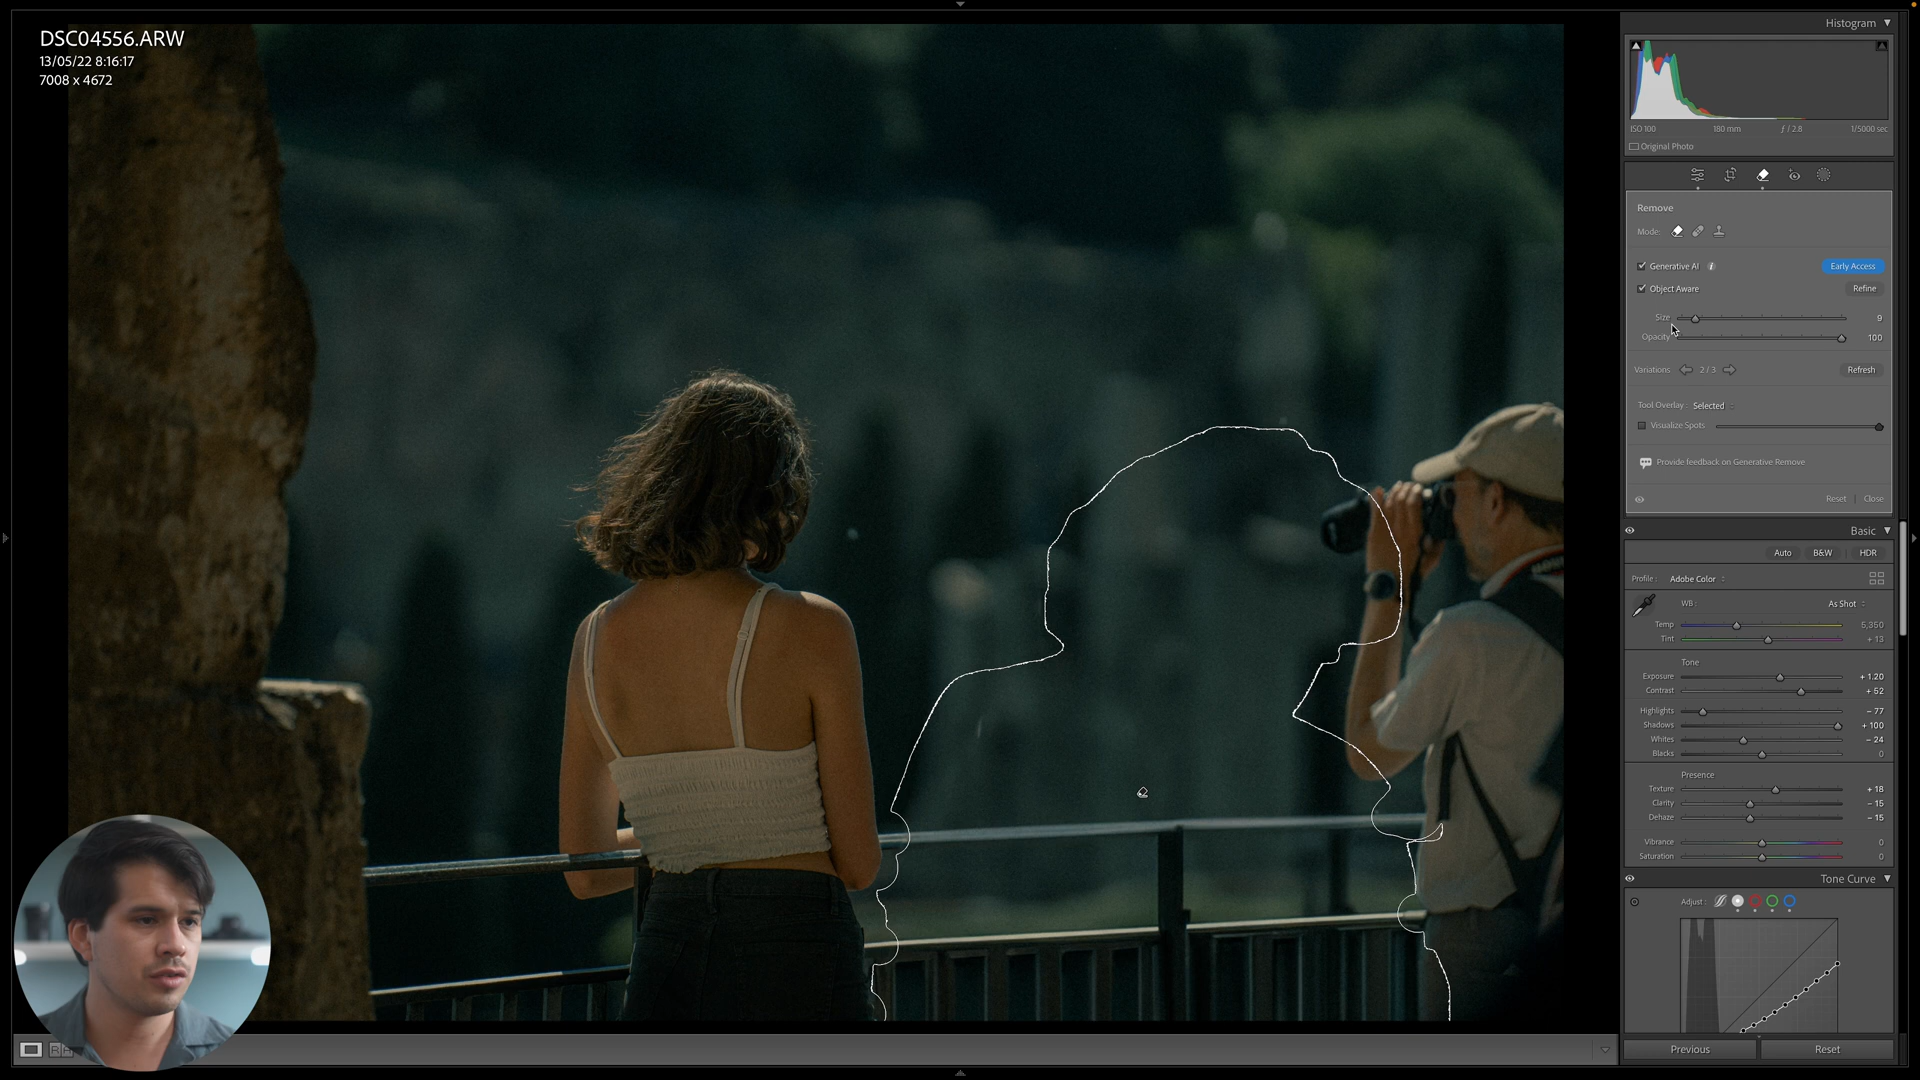 DSC04556.ARW
13/05/22 8:16:17
7008 x 4672
Histogram
ISO 100 180 mm ƒ / 2.8 1/5000 sec
Original Photo
Remove
Mode:
Generative AI Early Access
Object Aware Refine
Size 9
Opacity 100
Variations 2 / 3 Refresh
Tool Overlay : Selected
Visualize Spots
Provide feedback on Generative Remove
Reset Close
Basic
Auto B&W HDR
Profile : Adobe Color
WB : As Shot
Temp 5,350
Tint + 13
Tone
Exposure + 1.20
Contrast + 52
Highlights – 77
Shadows + 100
Whites – 24
Blacks 0
Presence
Texture + 18
Clarity – 15
Dehaze – 15
Vibrance 0
Saturation 0
Tone Curve
Adjust :
Previous Reset